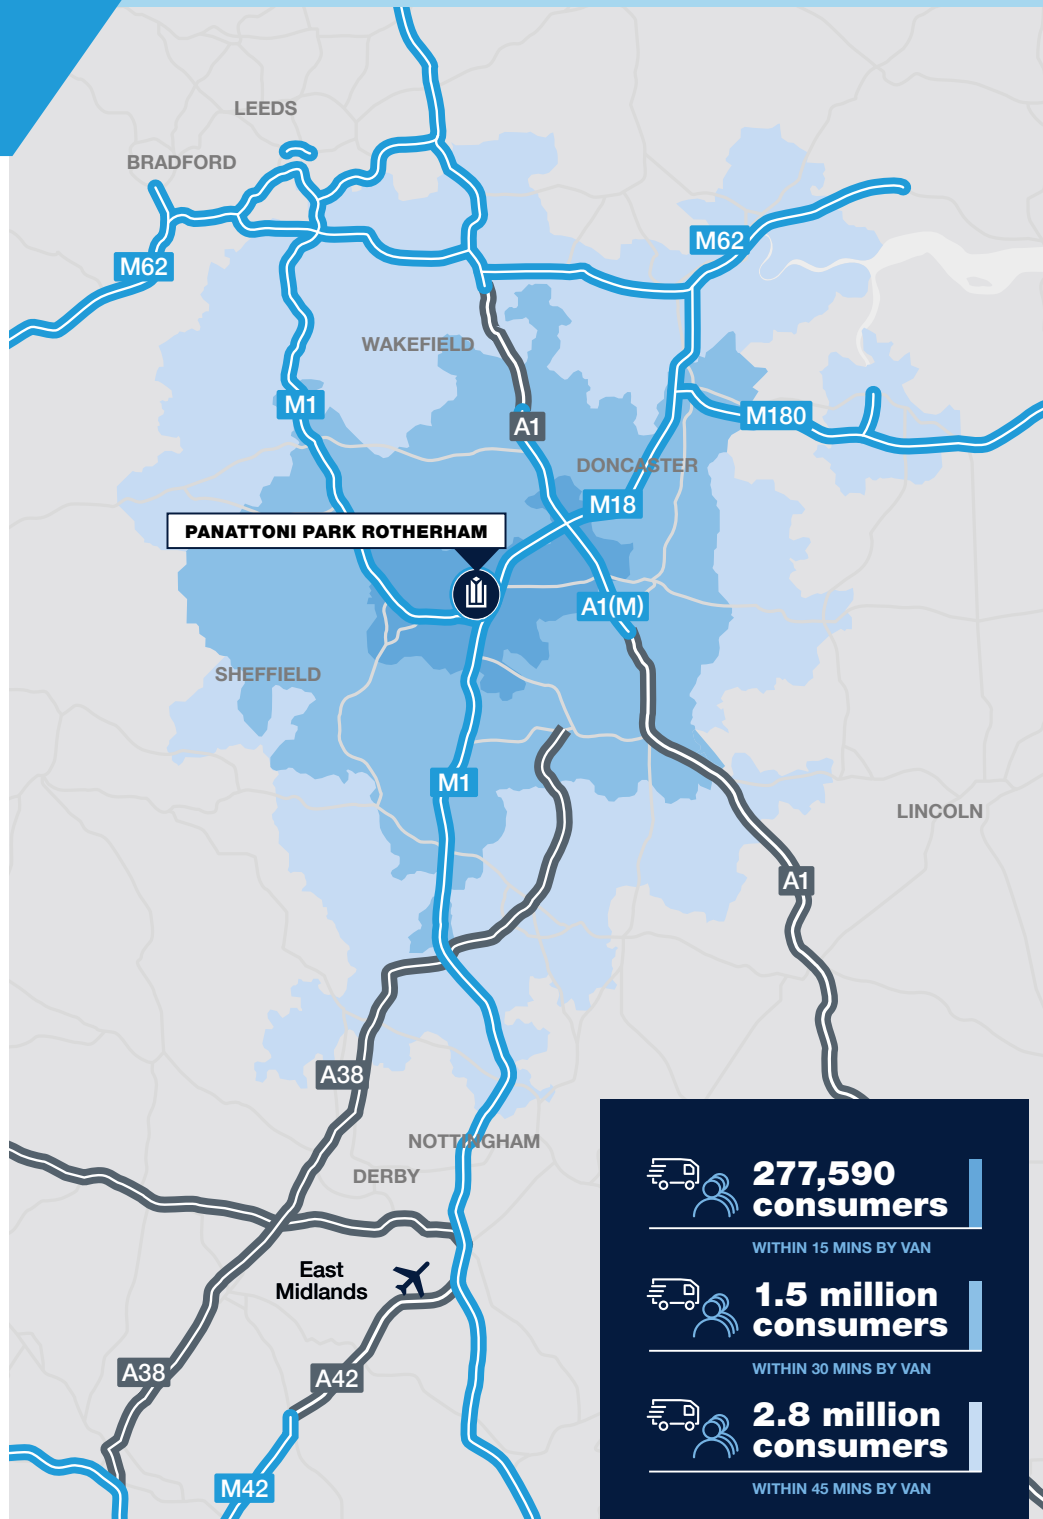 LEEDS
BRADFORD
M62
M62
WAKEFIELD
M1
A1
M180
DONCASTER
M18
PANATTONI PARK ROTHERHAM
A1(M)
SHEFFIELD
M1
LINCOLN
A1
A38
NOTTINGHAM
DERBY
East
Midlands
A38
A42
M42
277,590
consumers
WITHIN 15 MINS BY VAN
1.5 million
consumers
WITHIN 30 MINS BY VAN
2.8 million
consumers
WITHIN 45 MINS BY VAN